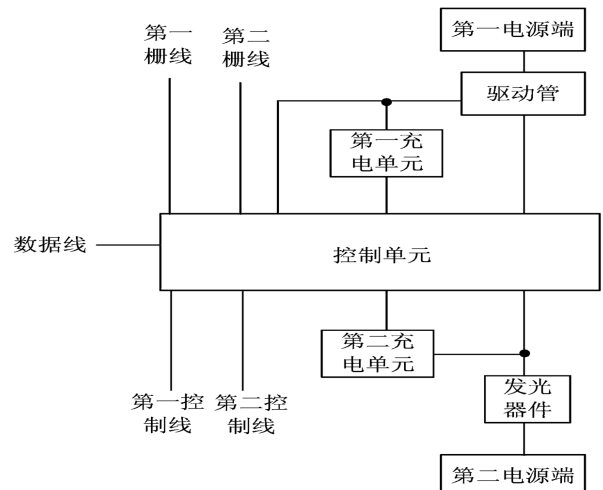 第一电源端
第一
栅线
第二
栅线
驱动管
第一充
电单元
数据线
控制单元
第二充
电单元
发光
器件
第一控
制线
第二控
制线
第二电源端